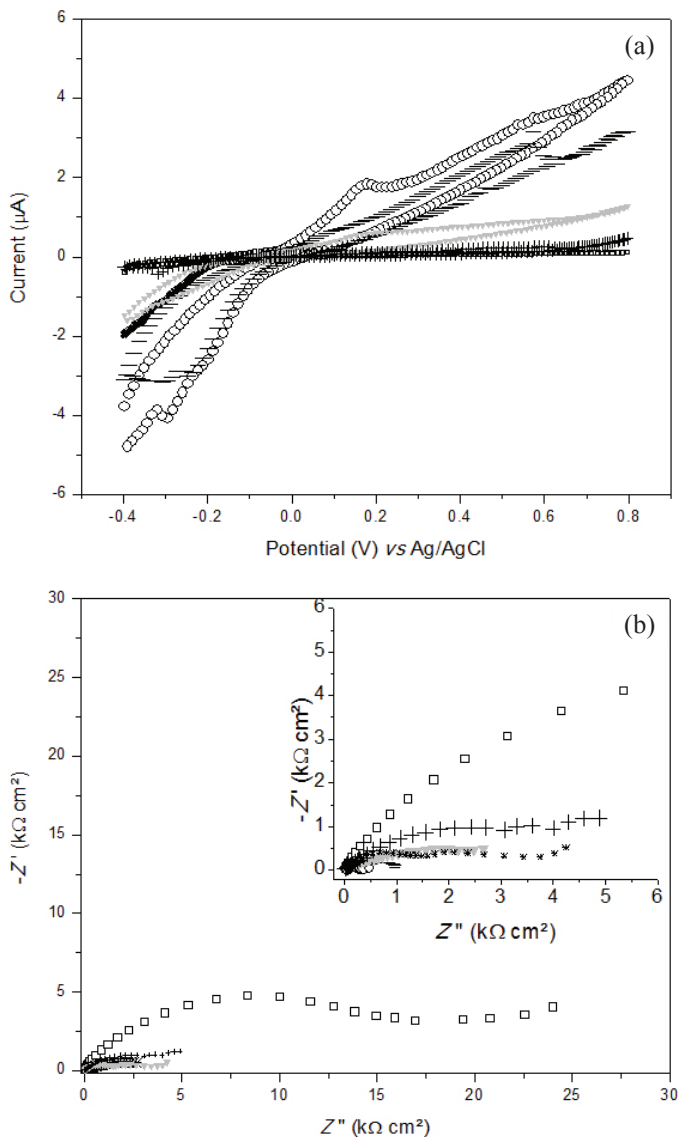 (a)
6
4
2
0
-2
-4
-6
Current (µA)
-0.4 -0.2 0.0 0.2 0.4 0.6 0.8
Potential (V) vs Ag/AgCl
(b)
30
25
20
15
10
5
0
-Z' (kΩ cm²)
0 5 10 15 20 25 30
Z" (kΩ cm²)
6
5
4
3
2
1
0
-Z' (kΩ cm²)
0 1 2 3 4 5 6
Z" (kΩ cm²)